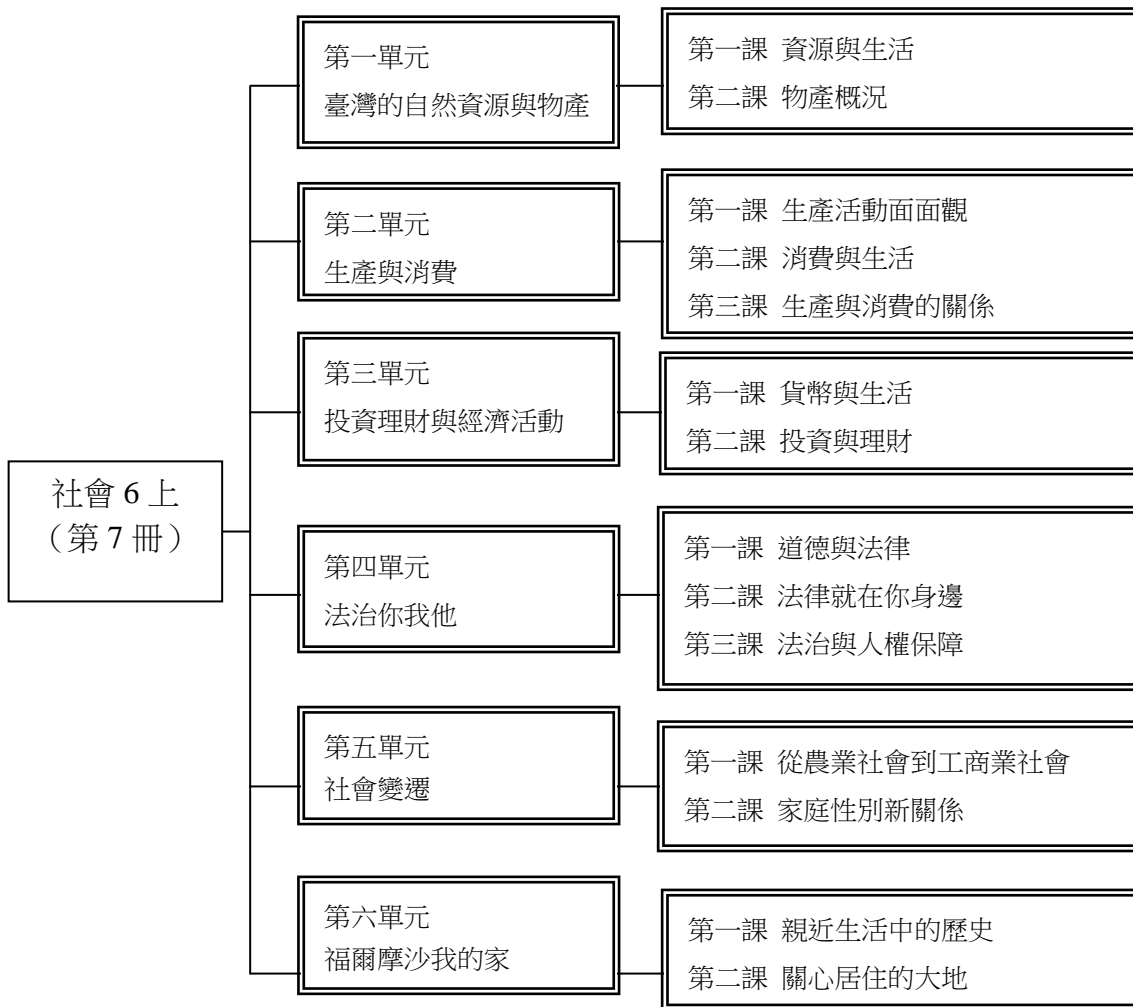 社會 6 上
（第 7 冊）
第一單元
臺灣的自然資源與物產
第一課 資源與生活
第二課 物產概況
第二單元
生產與消費
第一課 生產活動面面觀
第二課 消費與生活
第三課 生產與消費的關係
第三單元
投資理財與經濟活動
第一課 貨幣與生活
第二課 投資與理財
第四單元
法治你我他
第一課 道德與法律
第二課 法律就在你身邊
第三課 法治與人權保障
第五單元
社會變遷
第一課 從農業社會到工商業社會
第二課 家庭性別新關係
第六單元
福爾摩沙我的家
第一課 親近生活中的歷史
第二課 關心居住的大地